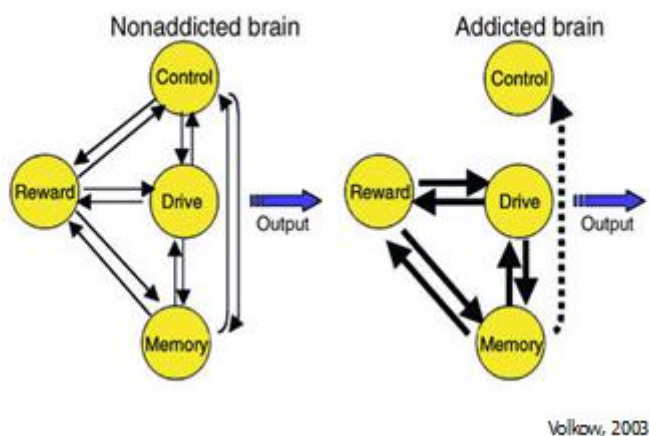 Nonaddicted brain
Control
Reward
Drive
Memory
Output
Addicted brain
Control
Reward
Drive
Memory
Output
Volkow, 2003